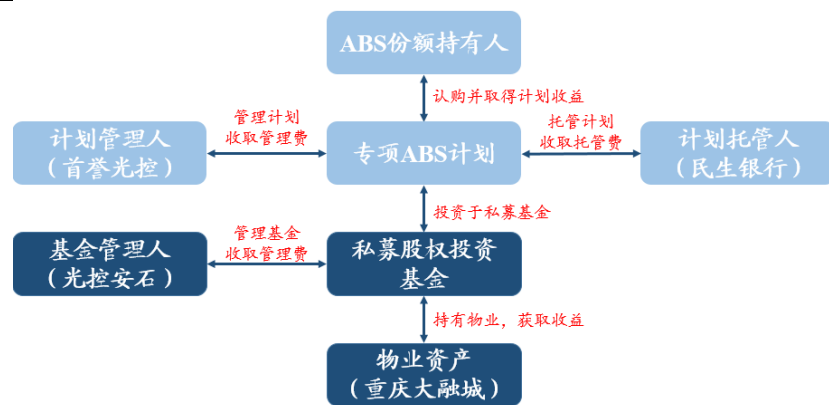 ABS份额持有人
认购并取得计划收益
管理计划
收取管理费
托管计划
收取托管费
计划管理人
（首誉光控）
专项ABS计划
计划托管人
（民生银行）
投资于私募基金
管理基金
收取管理费
基金管理人
（光控安石）
私募股权投资
基金
持有物业，获取收益
物业资产
（重庆大融城）